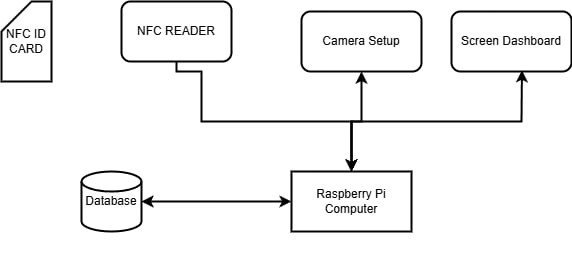 NFC ID
CARD
NFC READER
Camera Setup
Screen Dashboard
Database
Raspberry Pi
Computer